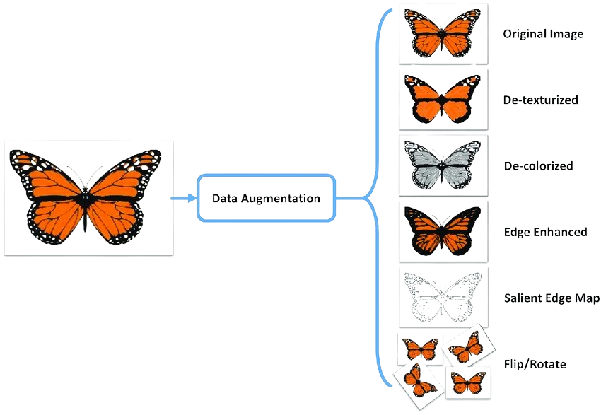 Original Image
De-texturized
De-colorized
Data Augmentation
Edge Enhanced
Salient Edge Map
Flip/Rotate